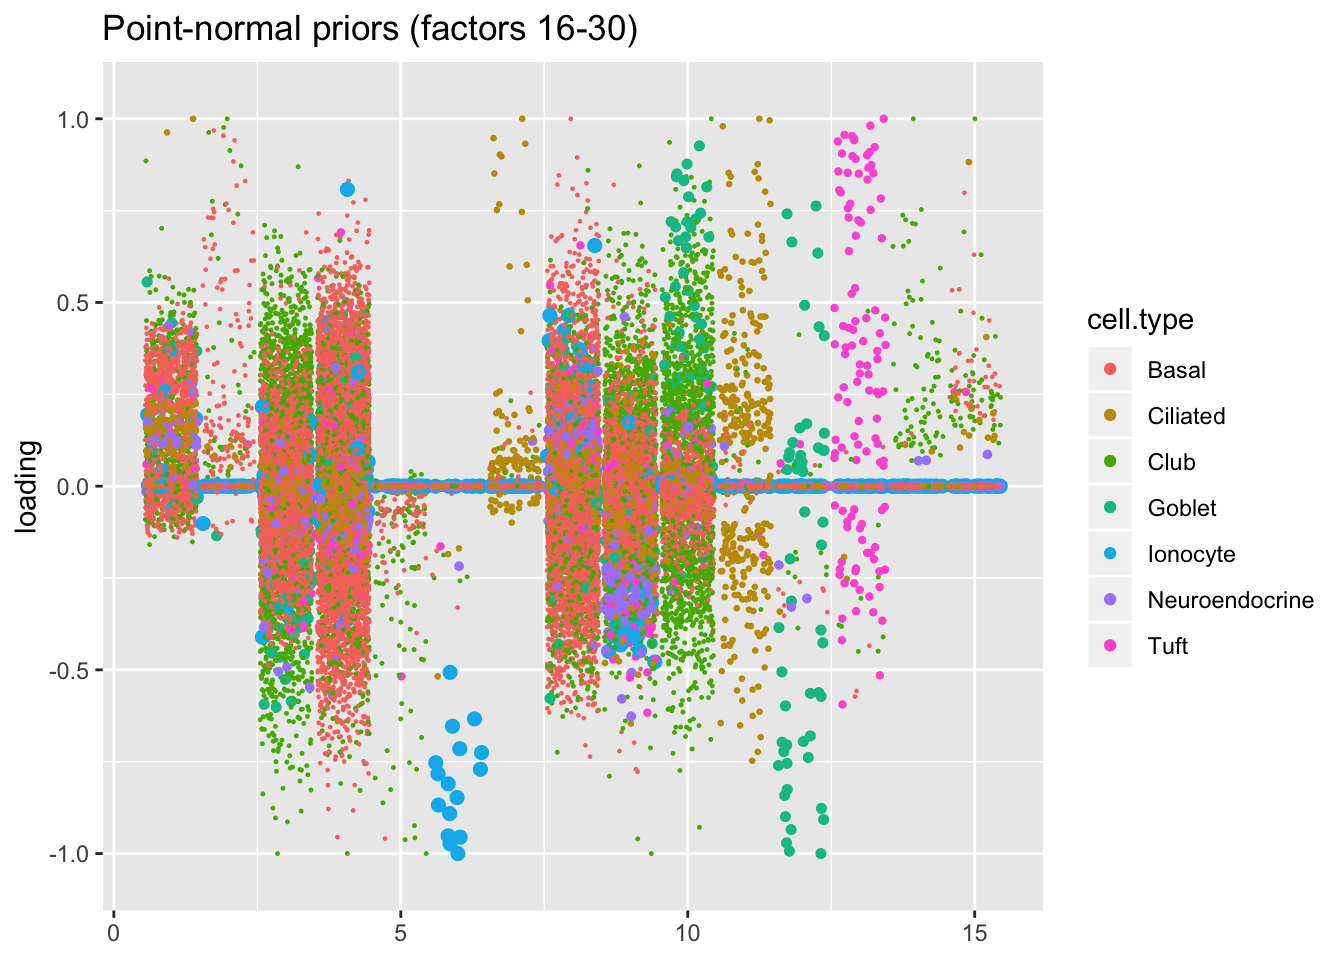 Point-normal priors (factors 16-30)
1.0
0.5
0.0
-0.5
-1.0
loading
0
5
10
15
cell.type
Basal
Ciliated
Club
Goblet
Ionocyte
Neuroendocrine
Tuft